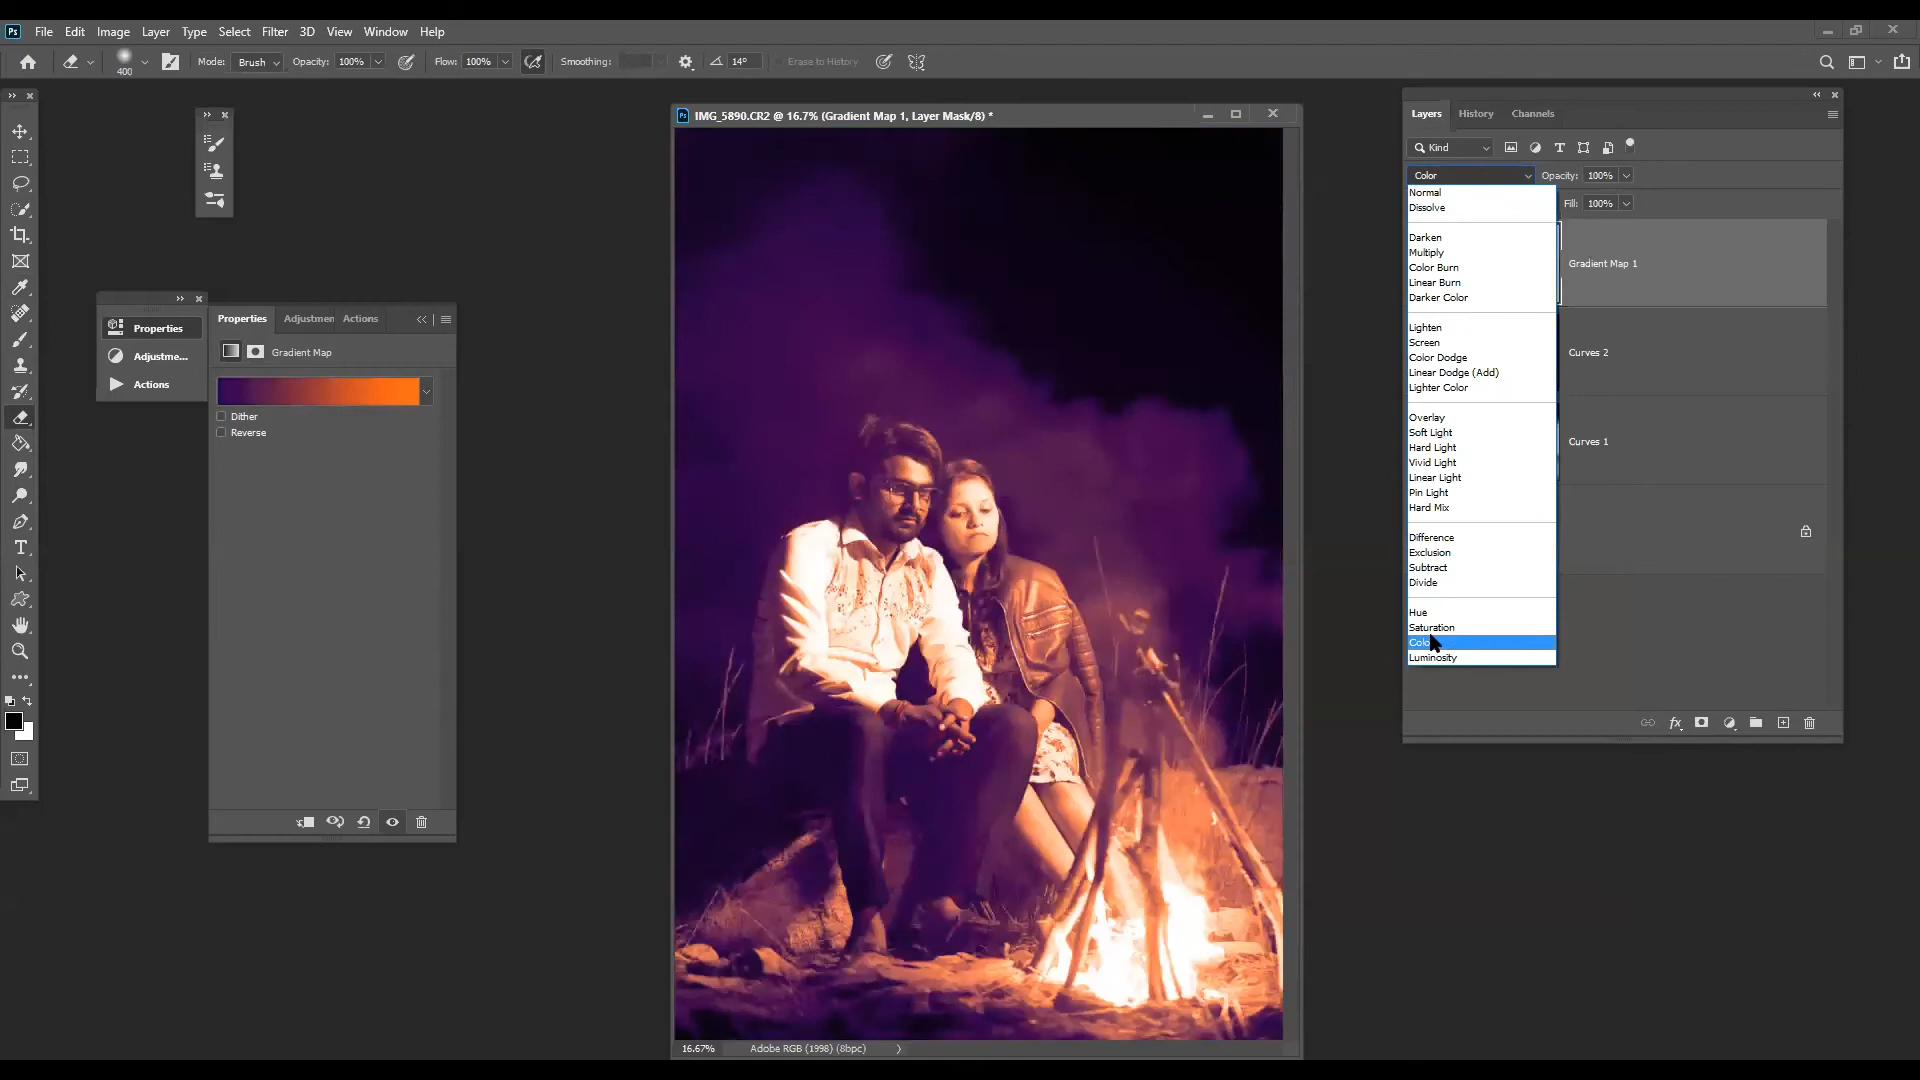 Ps File Edit Image Layer Type Select Filter 3D View Window Help
400 Mode: Brush Opacity: 100% Flow: 100% Smoothing: 14° Erase to History
IMG_5890.CR2 @ 16.7% (Gradient Map 1, Layer Mask/8) *
Properties
Adjustme...
Actions
Properties Adjustmen Actions
Gradient Map
Dither
Reverse
16.67% Adobe RGB (1998) (8bpc)
Layers History Channels
Kind
Color Opacity: 100%
Fill: 100%
Normal
Dissolve
Darken
Multiply
Color Burn
Linear Burn
Darker Color
Lighten
Screen
Color Dodge
Linear Dodge (Add)
Lighter Color
Overlay
Soft Light
Hard Light
Vivid Light
Linear Light
Pin Light
Hard Mix
Difference
Exclusion
Subtract
Divide
Hue
Saturation
Color
Luminosity
Gradient Map 1
Curves 2
Curves 1
fx